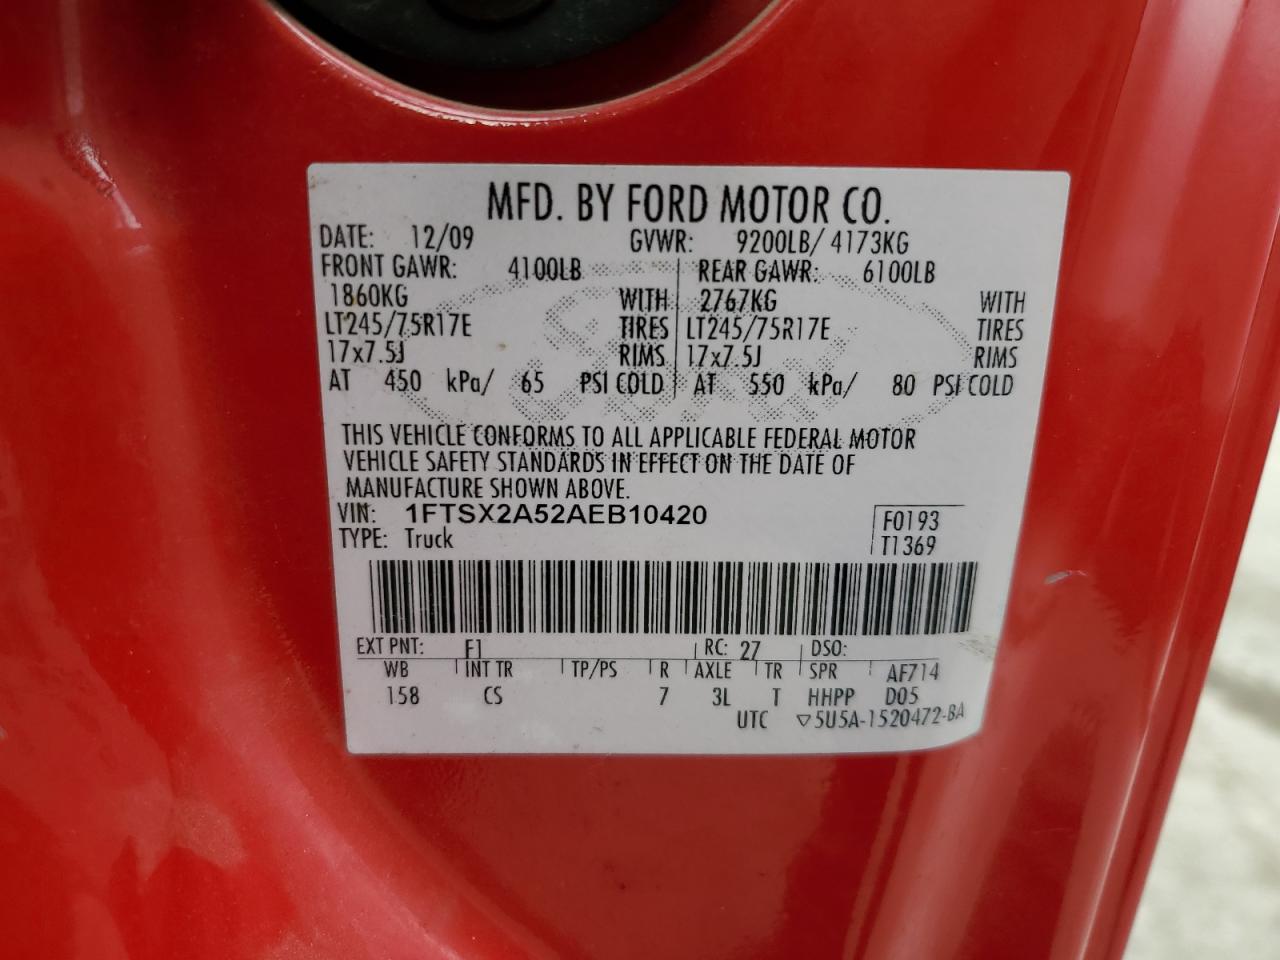 MFD. BY FORD MOTOR CO.
DATE: 12/09 GVWR: 9200LB/ 4173KG
FRONT GAWR: 4100LB REAR GAWR: 6100LB
1860KG WITH 2767KG WITH
LT245/75R17E TIRES LT245/75R17E TIRES
17x7.5J RIMS 17x7.5J RIMS
AT 450 kPa/ 65 PSI COLD AT 550 kPa/ 80 PSI COLD
THIS VEHICLE CONFORMS TO ALL APPLICABLE FEDERAL MOTOR
VEHICLE SAFETY STANDARDS IN EFFECT ON THE DATE OF
MANUFACTURE SHOWN ABOVE.
VIN: 1FTSX2A52AEB10420 F0193
TYPE: Truck T1369
EXT PNT: F1 RC: 27 DSO:
WB INT TR TP/PS R AXLE TR SPR AF714
158 CS 7 3L T HHPP D05
UTC ▽5U5A-1520472-BA